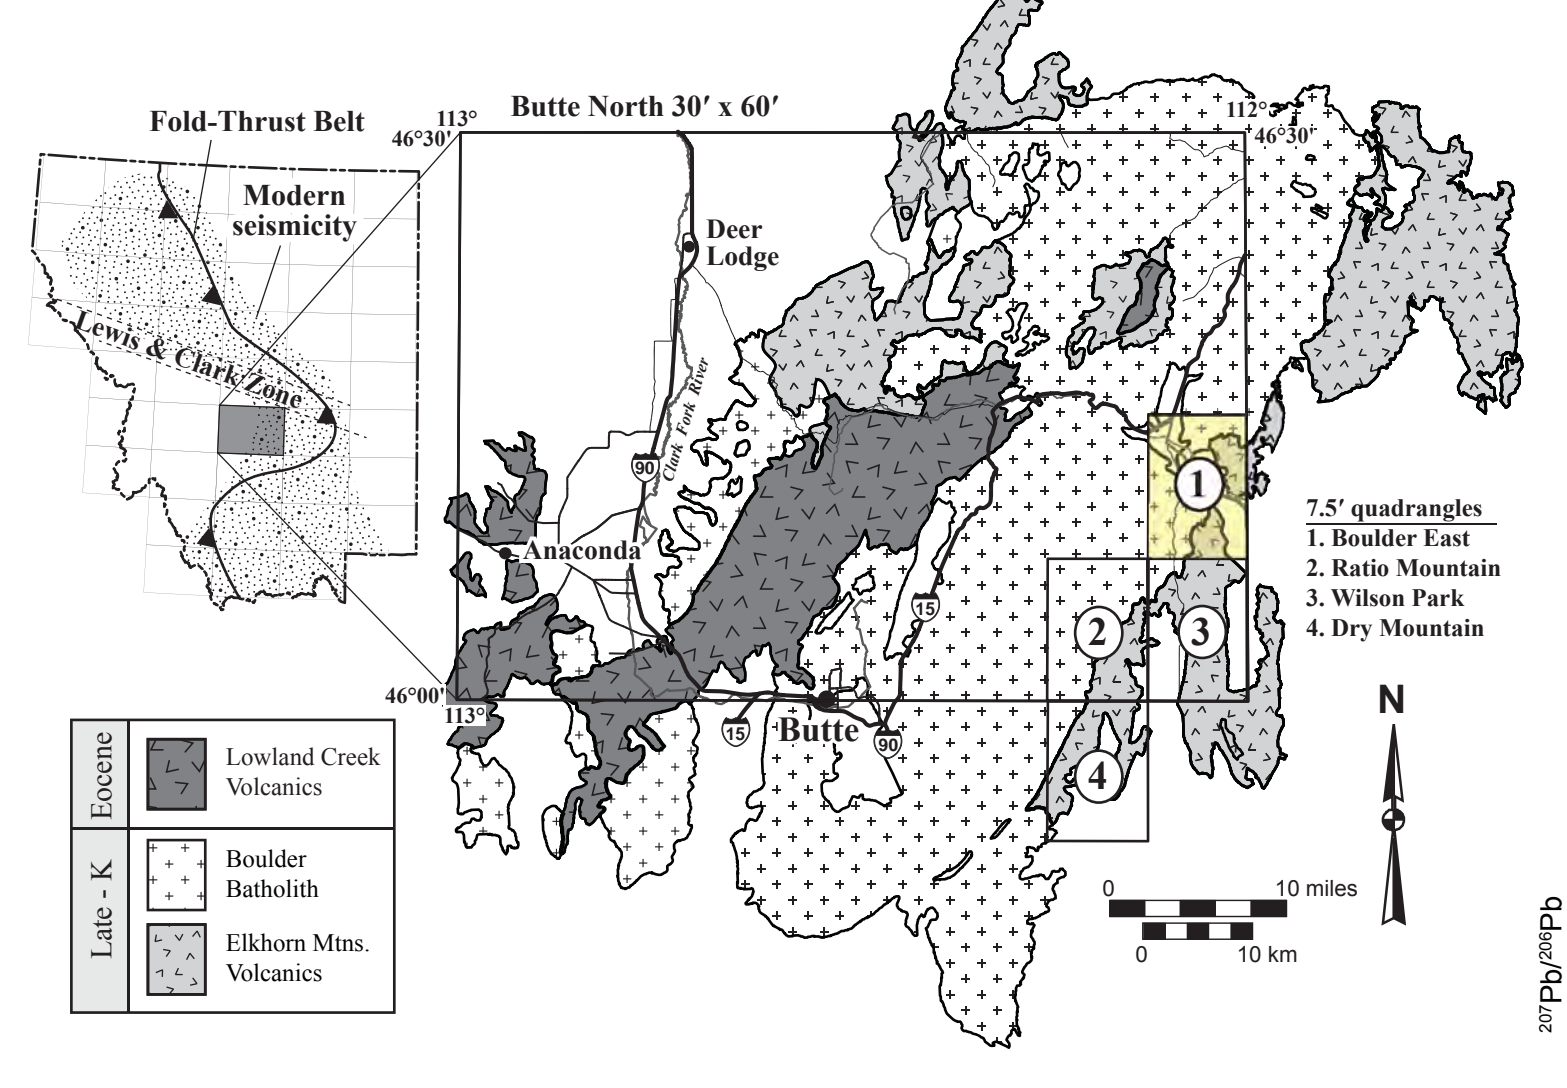 Butte North 30′ x 60′
Fold-Thrust Belt
113°
46°30′
112°
46°30′
Modern
seismicity
Deer
Lodge
Lewis & Clark Zone
Clark Fork River
90
1
7.5′ quadrangles
1. Boulder East
2. Ratio Mountain
3. Wilson Park
4. Dry Mountain
Anaconda
15
2
3
46°00′
113°
15
Butte
90
4
N
Eocene
Lowland Creek
Volcanics
Late - K
Boulder
Batholith
Elkhorn Mtns.
Volcanics
0
10 miles
0
10 km
207Pb/206Pb